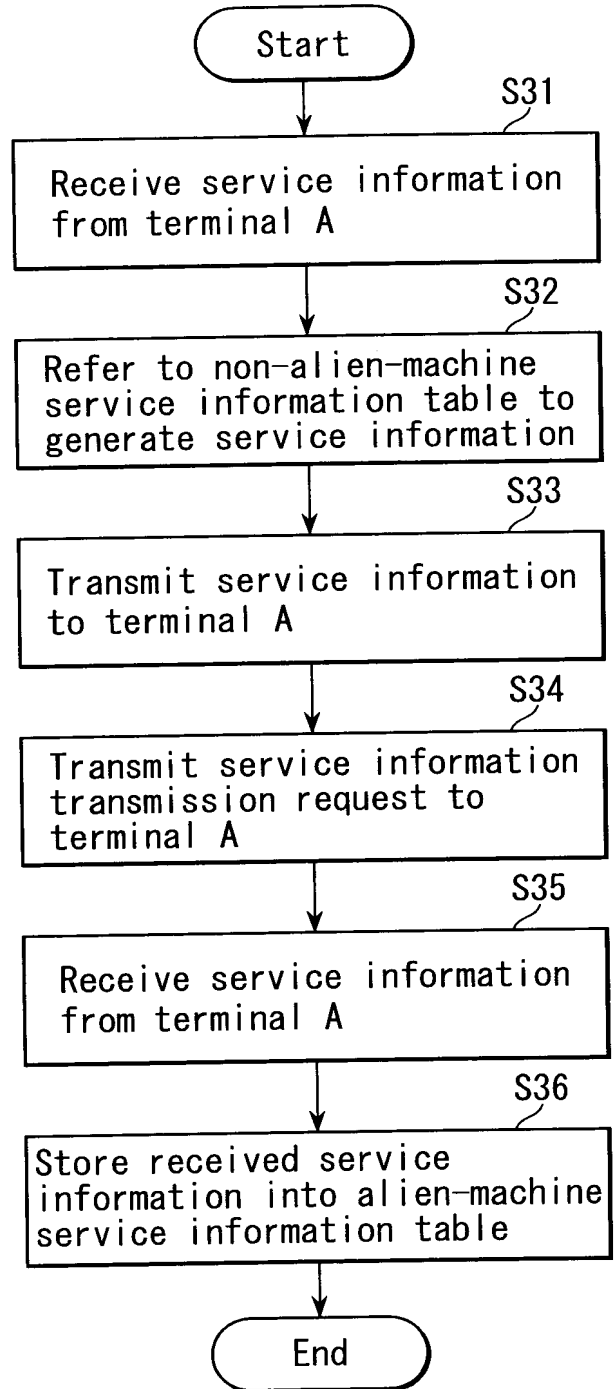 Start
S31
Receive service information
from terminal A
S32
Refer to non-alien-machine
service information table to
generate service information
S33
Transmit service information
to terminal A
S34
Transmit service information
transmission request to
terminal A
S35
Receive service information
from terminal A
S36
Store received service
information into alien-machine
service information table
End